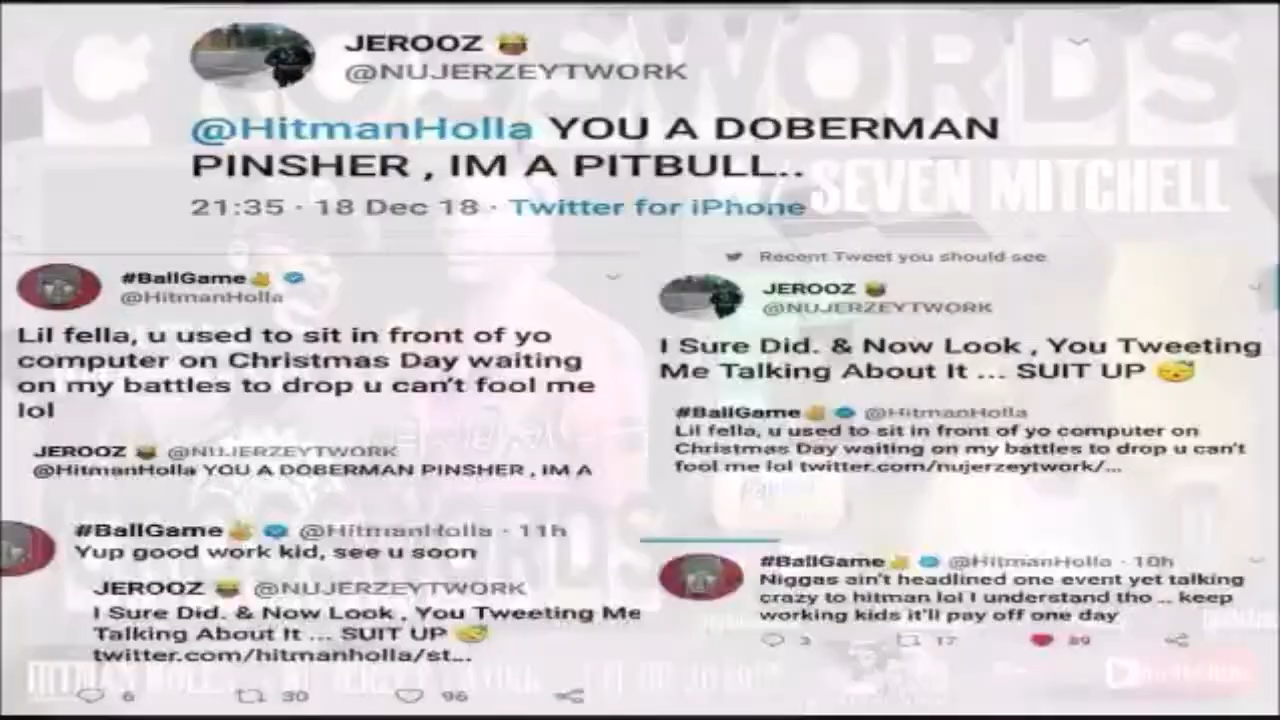 CROSSWORDS
SEVEN MITCHELL
JEROOZ
@NUJERZEYTWORK
@HitmanHolla YOU A DOBERMAN
PINSHER , IM A PITBULL..
21:35 · 18 Dec 18 · Twitter for iPhone
#BallGame
@HitmanHolla
Lil fella, u used to sit in front of yo
computer on Christmas Day waiting
on my battles to drop u can't fool me
lol
JEROOZ @NUJERZEYTWORK
@HitmanHolla YOU A DOBERMAN PINSHER , IM A
#BallGame @HitmanHolla · 11h
Yup good work kid, see u soon
JEROOZ @NUJERZEYTWORK
I Sure Did. & Now Look , You Tweeting Me
Talking About It ... SUIT UP 😴
twitter.com/hitmanholla/st...
6 30 96
Recent Tweet you should see
JEROOZ
@NUJERZEYTWORK
I Sure Did. & Now Look , You Tweeting
Me Talking About It ... SUIT UP 😴
#BallGame @HitmanHolla
Lil fella, u used to sit in front of yo computer on
Christmas Day waiting on my battles to drop u can't
fool me lol twitter.com/nujerzeytwork/...
#BallGame @HitmanHolla · 10h
Niggas ain't headlined one event yet talking
crazy to hitman lol I understand tho .. keep
working kids it'll pay off one day
3 17 89